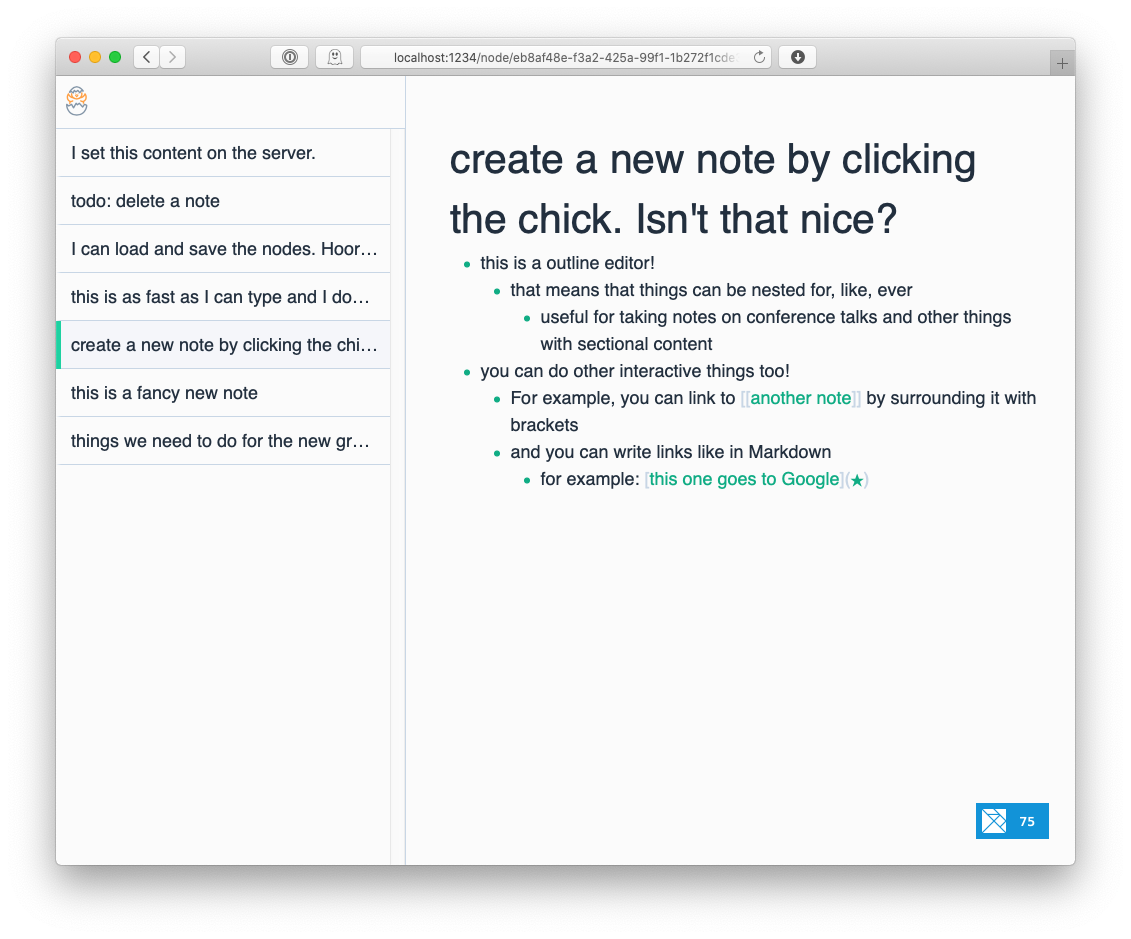 localhost:1234/node/eb8af48e-f3a2-425a-99f1-1b272f1cde
I set this content on the server.
todo: delete a note
I can load and save the nodes. Hoor…
this is as fast as I can type and I do…
create a new note by clicking the chi…
this is a fancy new note
things we need to do for the new gr…
create a new note by clicking
the chick. Isn't that nice?
this is a outline editor!
that means that things can be nested for, like, ever
useful for taking notes on conference talks and other things
with sectional content
you can do other interactive things too!
For example, you can link to [[another note]] by surrounding it with
brackets
and you can write links like in Markdown
for example: [this one goes to Google](★)
75